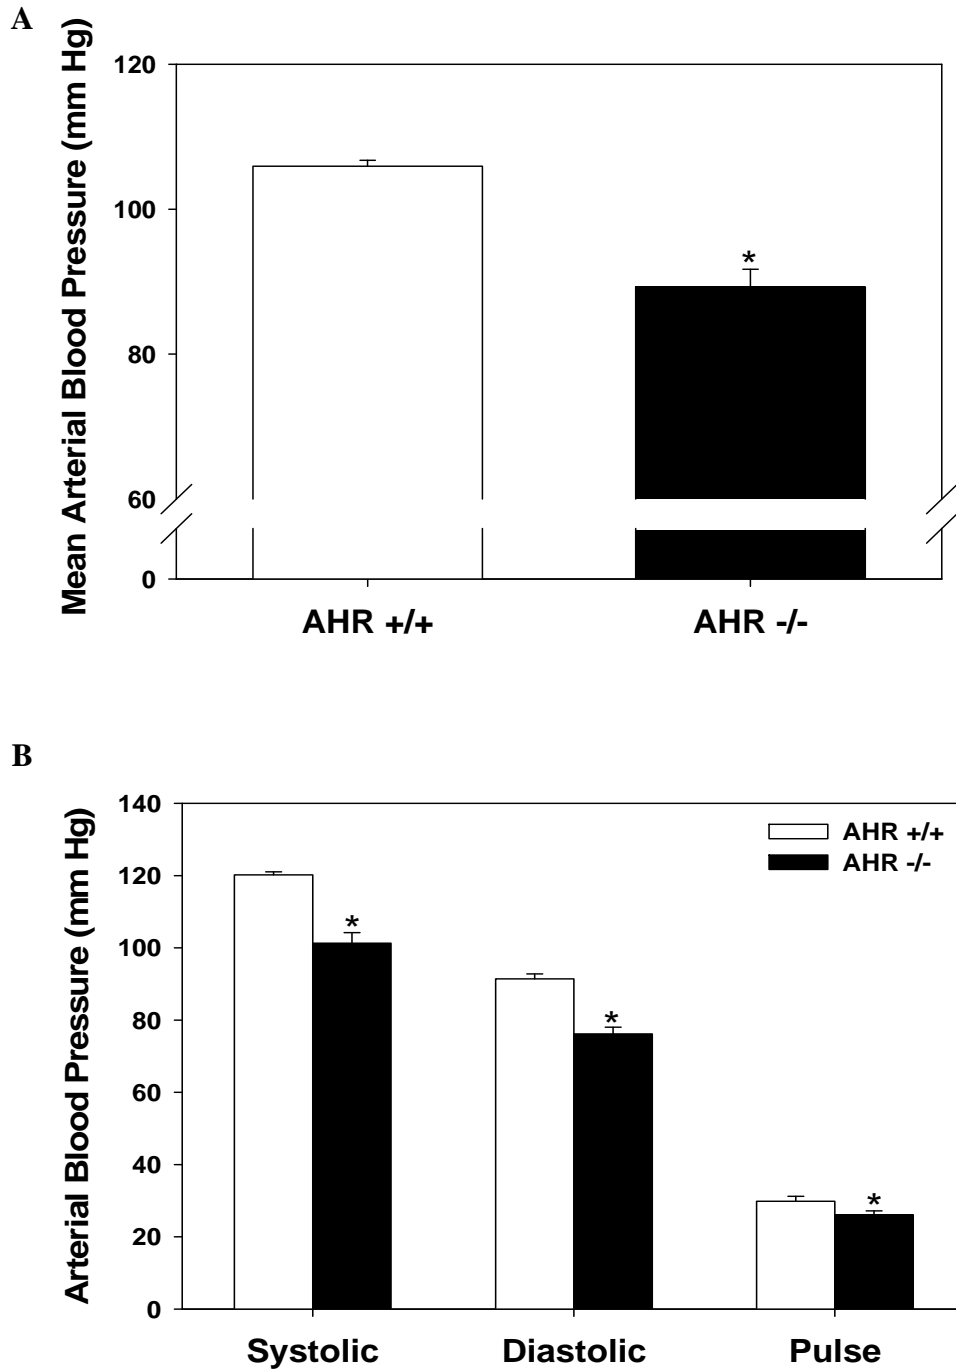 A
Mean Arterial Blood Pressure (mm Hg)
120
100
80
60
0
*
AHR +/+
AHR -/-
B
Arterial Blood Pressure (mm Hg)
140
120
100
80
60
40
20
0
AHR +/+
AHR -/-
*
*
*
Systolic
Diastolic
Pulse